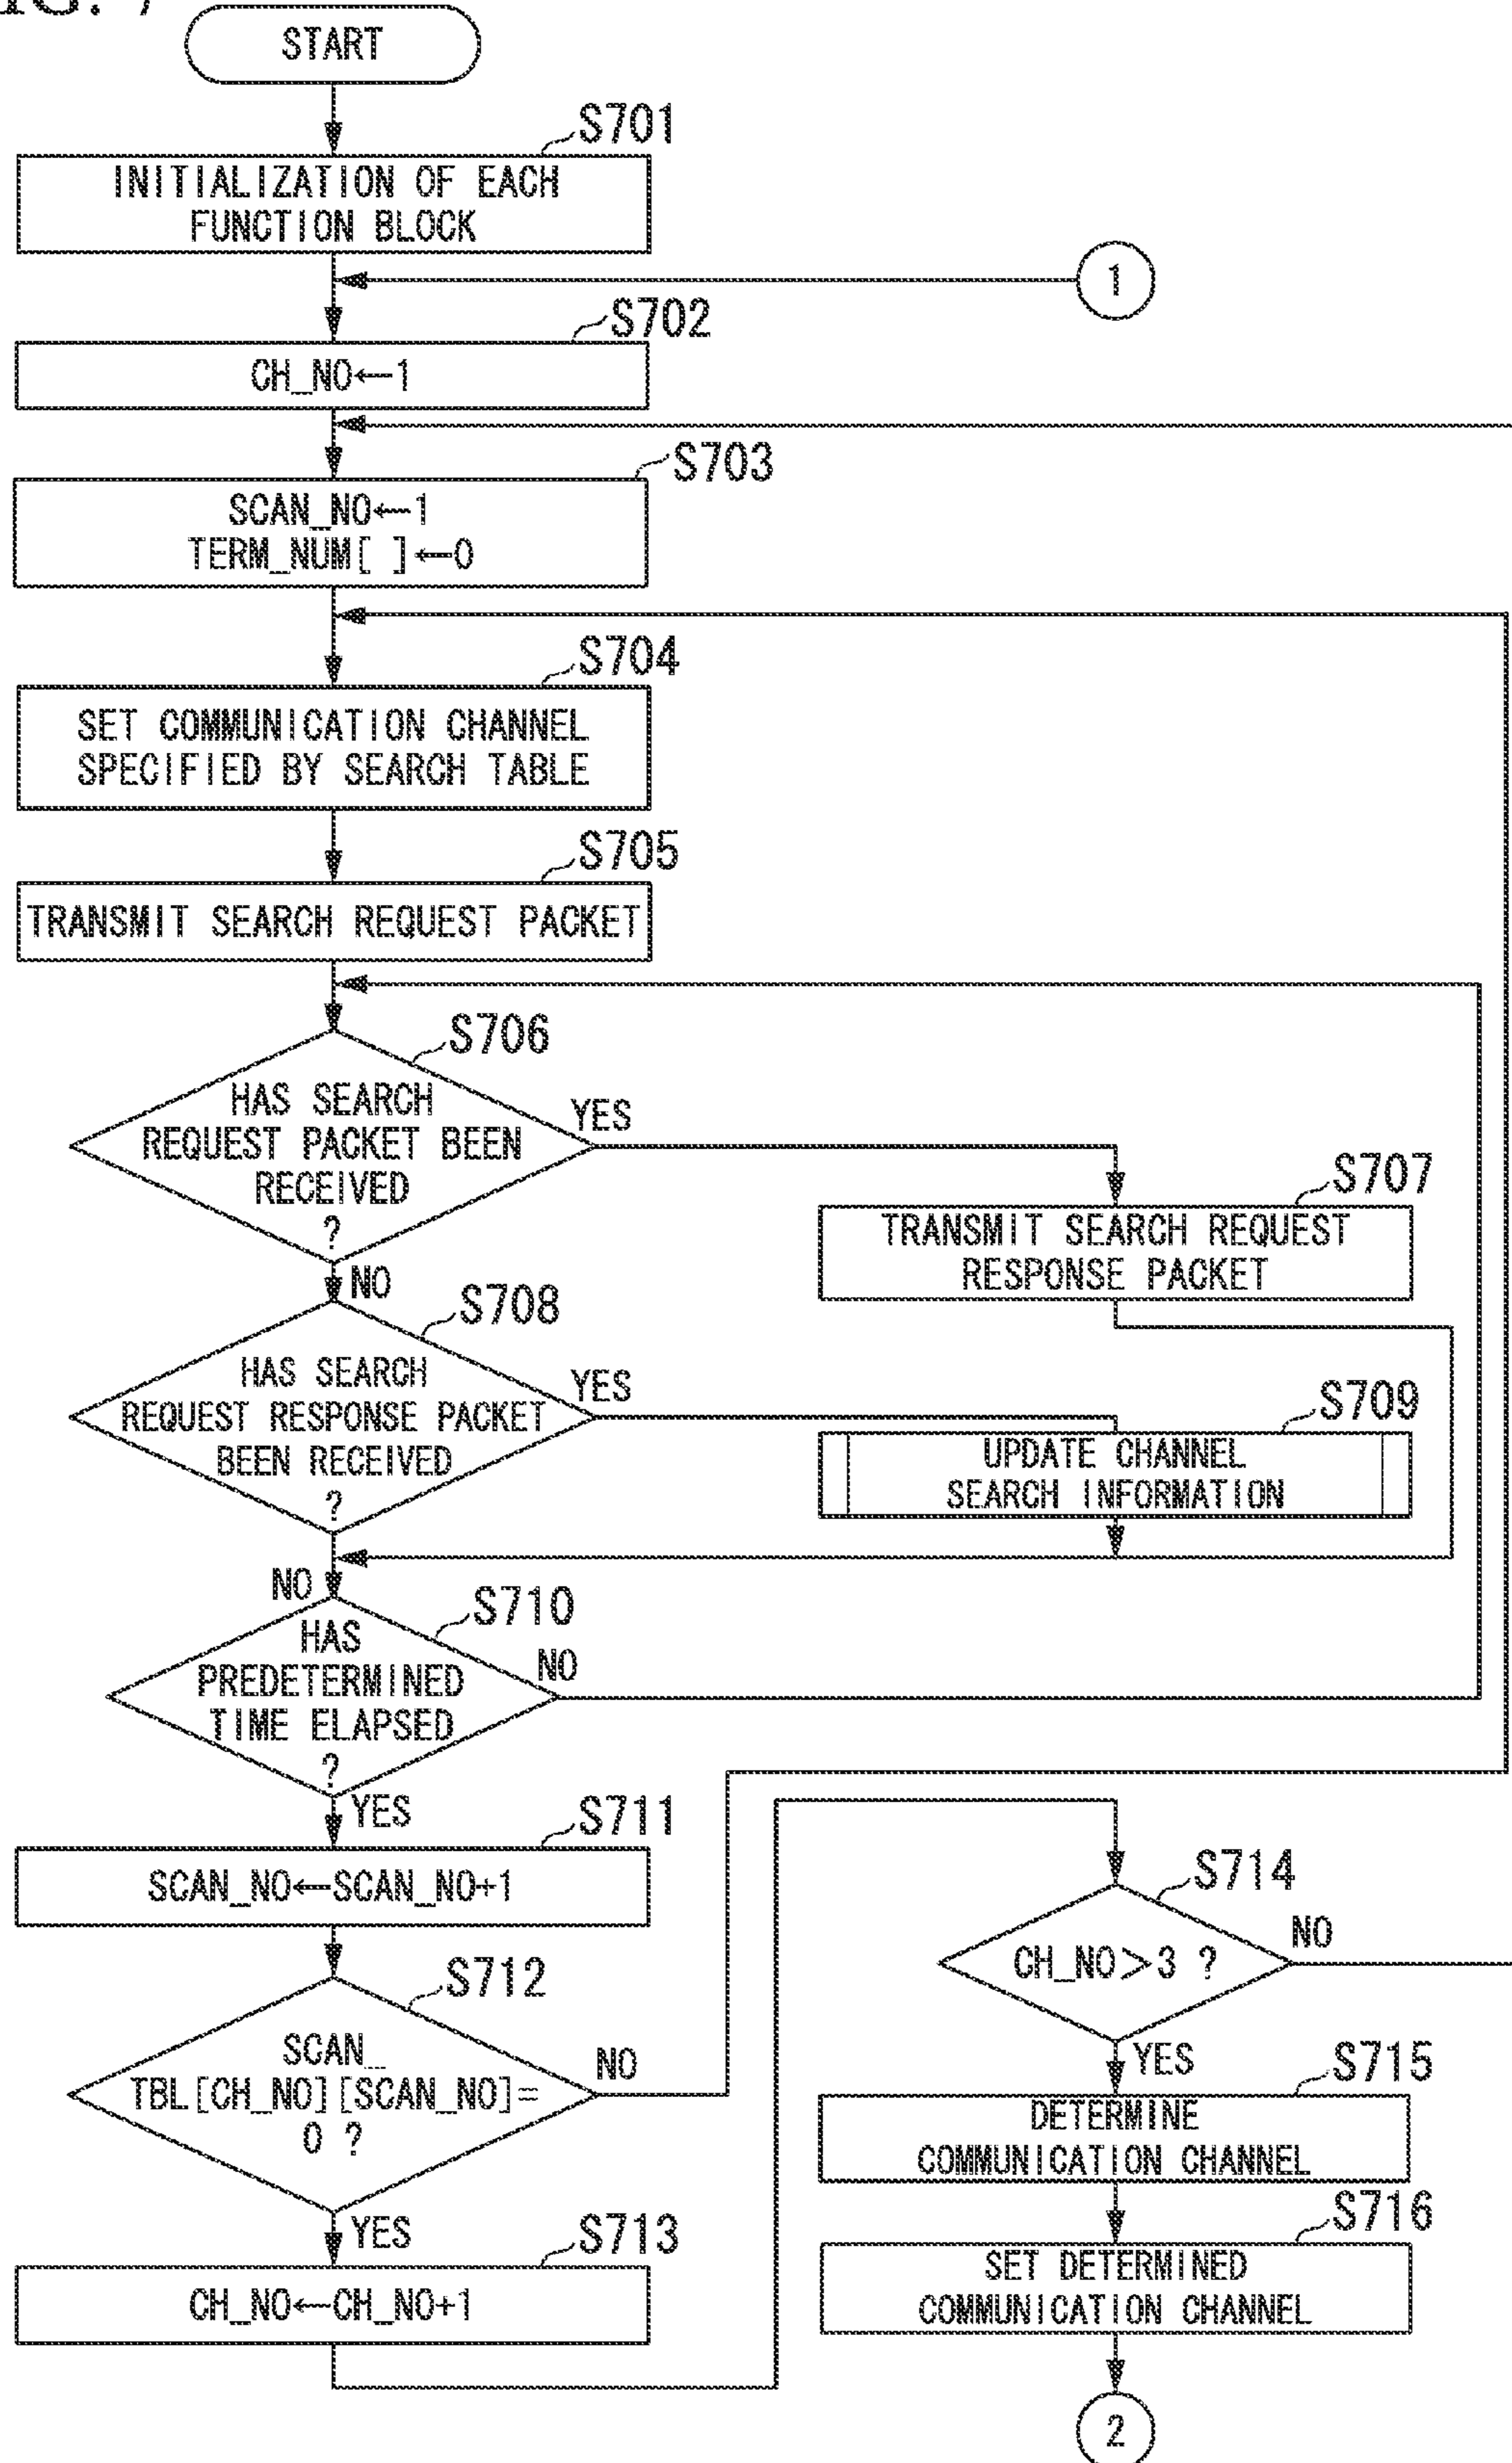 FIG. 7
START
S701
INITIALIZATION OF EACH
FUNCTION BLOCK
1
S702
CH_NO←1
S703
SCAN_NO←1
TERM_NUM[ ]←0
S704
SET COMMUNICATION CHANNEL
SPECIFIED BY SEARCH TABLE
S705
TRANSMIT SEARCH REQUEST PACKET
S706
HAS SEARCH
REQUEST PACKET BEEN
RECEIVED
?
YES
NO
S707
TRANSMIT SEARCH REQUEST
RESPONSE PACKET
S708
HAS SEARCH
REQUEST RESPONSE PACKET
BEEN RECEIVED
?
YES
NO
S709
UPDATE CHANNEL
SEARCH INFORMATION
S710
HAS
PREDETERMINED
TIME ELAPSED
?
NO
YES
S711
SCAN_NO←SCAN_NO+1
S712
SCAN_
TBL[CH_NO][SCAN_NO]=
0 ?
NO
YES
S713
CH_NO←CH_NO+1
S714
CH_NO>3 ?
NO
YES
S715
DETERMINE
COMMUNICATION CHANNEL
S716
SET DETERMINED
COMMUNICATION CHANNEL
2